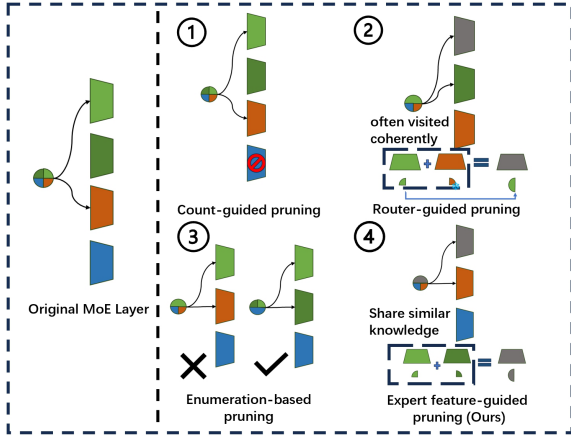 Original MoE Layer
1
Count-guided pruning
2
often visited
coherently
+
=
Router-guided pruning
3
Enumeration-based
pruning
4
Share similar
knowledge
+
=
Expert feature-guided
pruning (Ours)